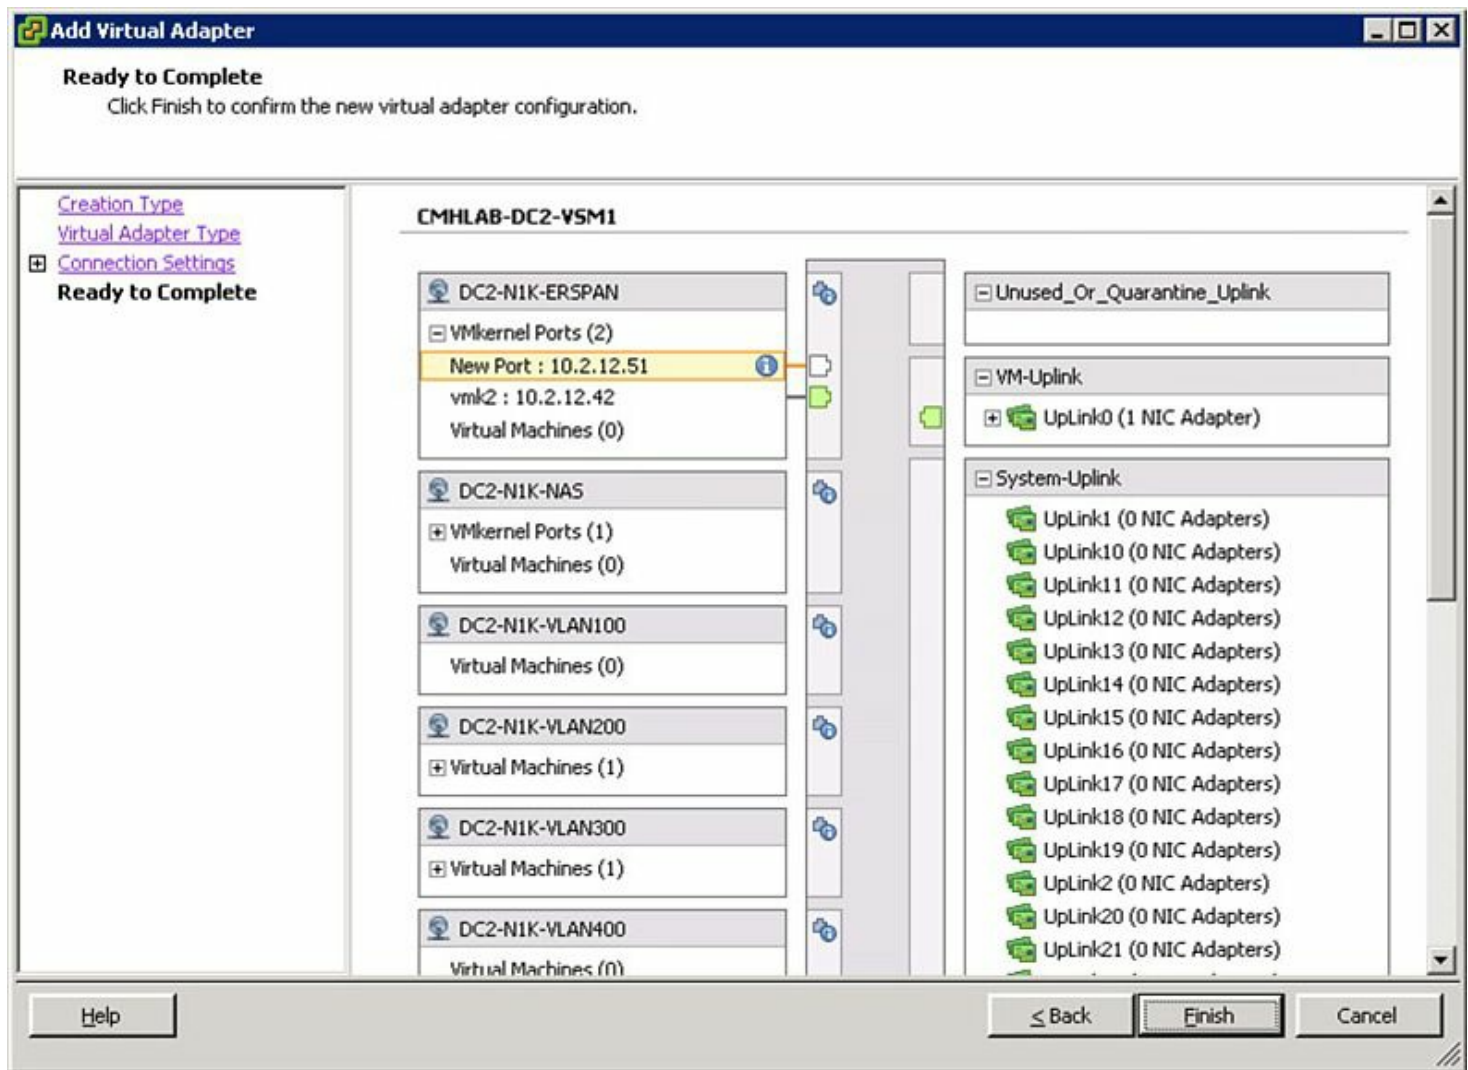 Add Virtual Adapter
Ready to Complete
Click Finish to confirm the new virtual adapter configuration.
Creation Type
Virtual Adapter Type
Connection Settings
Ready to Complete
CMHLAB-DC2-VSM1
DC2-N1K-ERSPAN
VMkernel Ports (2)
New Port : 10.2.12.51
vmk2 : 10.2.12.42
Virtual Machines (0)
DC2-N1K-NAS
VMkernel Ports (1)
Virtual Machines (0)
DC2-N1K-VLAN100
Virtual Machines (0)
DC2-N1K-VLAN200
Virtual Machines (1)
DC2-N1K-VLAN300
Virtual Machines (1)
DC2-N1K-VLAN400
Virtual Machines (0)
Unused_Or_Quarantine_Uplink
VM-Uplink
UpLink0 (1 NIC Adapter)
System-Uplink
UpLink1 (0 NIC Adapters)
UpLink10 (0 NIC Adapters)
UpLink11 (0 NIC Adapters)
UpLink12 (0 NIC Adapters)
UpLink13 (0 NIC Adapters)
UpLink14 (0 NIC Adapters)
UpLink15 (0 NIC Adapters)
UpLink16 (0 NIC Adapters)
UpLink17 (0 NIC Adapters)
UpLink18 (0 NIC Adapters)
UpLink19 (0 NIC Adapters)
UpLink2 (0 NIC Adapters)
UpLink20 (0 NIC Adapters)
UpLink21 (0 NIC Adapters)
Help
< Back
Finish
Cancel